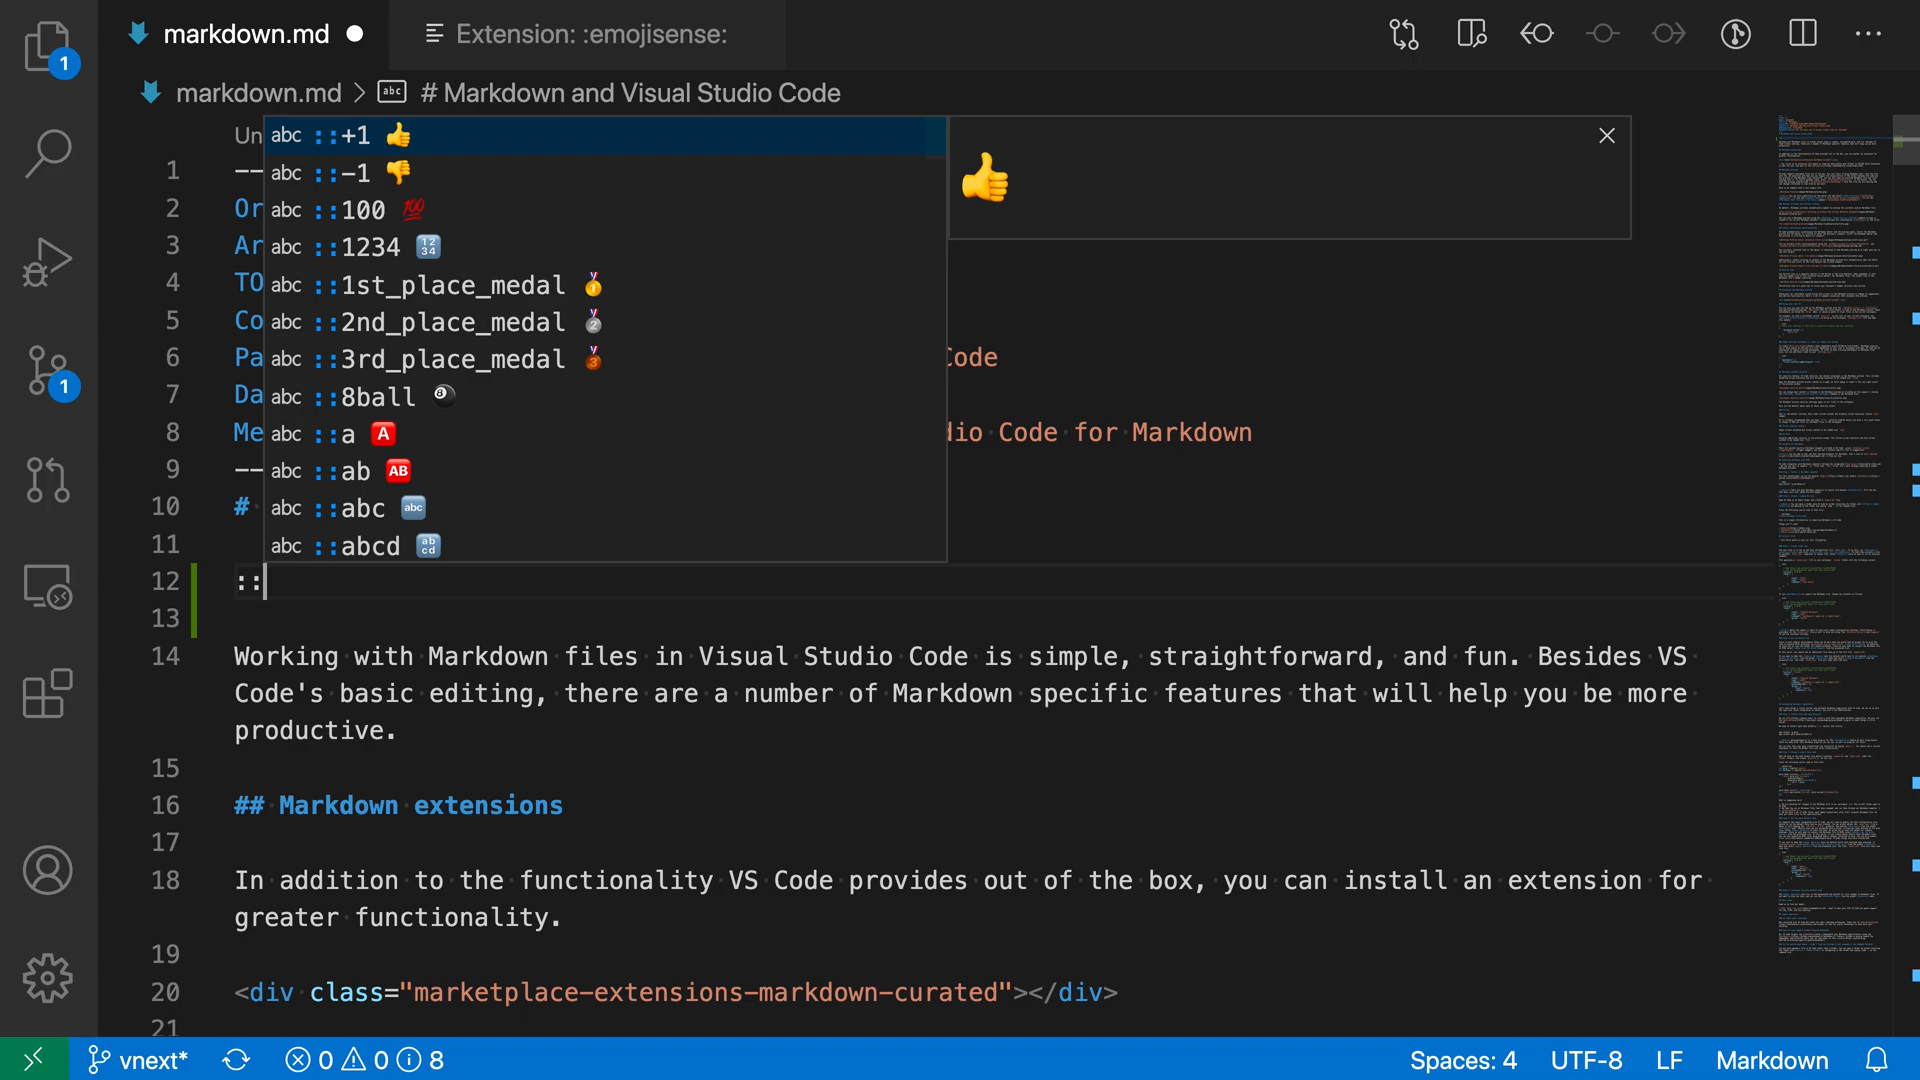 markdown.md
Extension: :emojisense:
markdown.md > abc # Markdown and Visual Studio Code
1
1
Un
abc ::+1 👍
abc ::-1 👎
abc ::100 💯
abc ::1234 🔢
abc ::1st_place_medal 🥇
abc ::2nd_place_medal 🥈
abc ::3rd_place_medal 🥉
abc ::8ball 🎱
abc ::a 🅰
abc ::ab 🆎
abc ::abc 🔤
abc ::abcd 🔡
👍
1 --
2 Or
3 Ar
4 TO
5 Co
6 Pa Code
7 Da
8 Me dio Code for Markdown
9 --
10 #
11
12 ::
13
14 Working with Markdown files in Visual Studio Code is simple, straightforward, and fun. Besides VS
Code's basic editing, there are a number of Markdown specific features that will help you be more
productive.
15
16 ## Markdown extensions
17
18 In addition to the functionality VS Code provides out of the box, you can install an extension for
greater functionality.
19
20 <div class="marketplace-extensions-markdown-curated"></div>
21
vnext* 0 0 8 Spaces: 4 UTF-8 LF Markdown